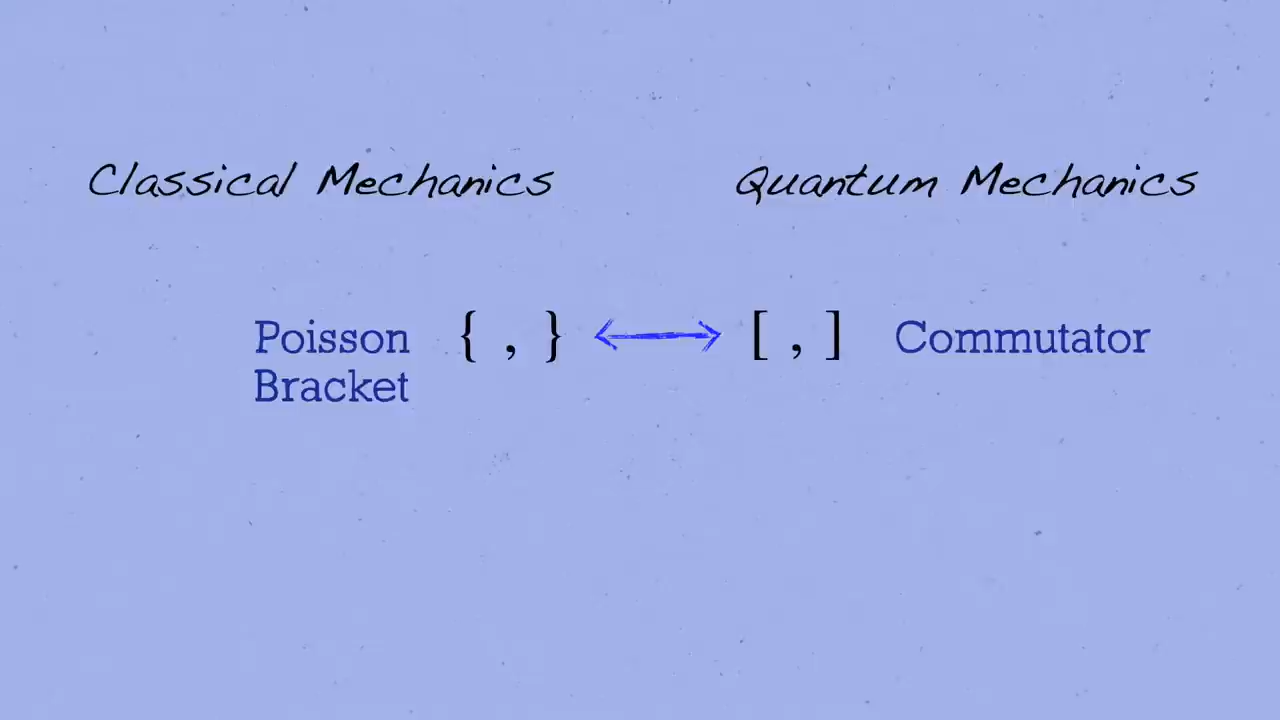 Classical Mechanics
Quantum Mechanics
Poisson { , } [ , ] Commutator
Bracket